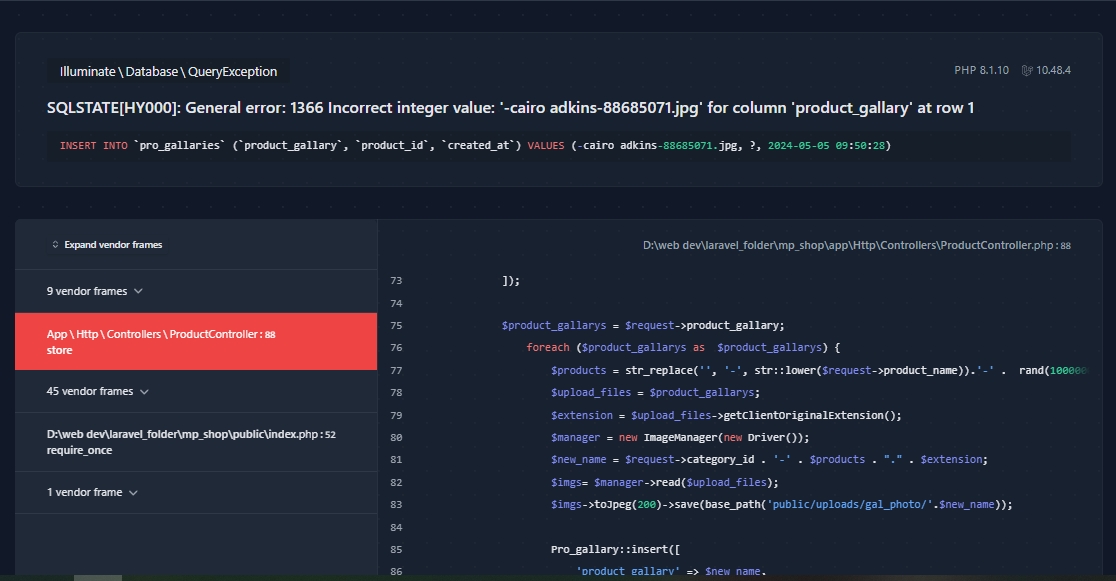 Illuminate \ Database \ QueryException
PHP 8.1.10 10.48.4
SQLSTATE[HY000]: General error: 1366 Incorrect integer value: '-cairo adkins-88685071.jpg' for column 'product_gallary' at row 1
INSERT INTO `pro_gallaries` (`product_gallary`, `product_id`, `created_at`) VALUES (-cairo adkins-88685071.jpg, ?, 2024-05-05 09:50:28)
Expand vendor frames
9 vendor frames
App \ Http \ Controllers \ ProductController : 88
store
45 vendor frames
D:\web dev\laravel_folder\mp_shop\public\index.php : 52
require_once
1 vendor frame
D:\web dev\laravel_folder\mp_shop\app\Http\Controllers\ProductController.php : 88
73 ]);
74
75 $product_gallarys = $request->product_gallary;
76 foreach ($product_gallarys as $product_gallarys) {
77 $products = str_replace('', '-', str::lower($request->product_name)).'-' . rand(100000
78 $upload_files = $product_gallarys;
79 $extension = $upload_files->getClientOriginalExtension();
80 $manager = new ImageManager(new Driver());
81 $new_name = $request->category_id . '-' . $products . "." . $extension;
82 $imgs= $manager->read($upload_files);
83 $imgs->toJpeg(200)->save(base_path('public/uploads/gal_photo/'.$new_name));
84
85 Pro_gallary::insert([
86 'product_gallary' => $new_name,